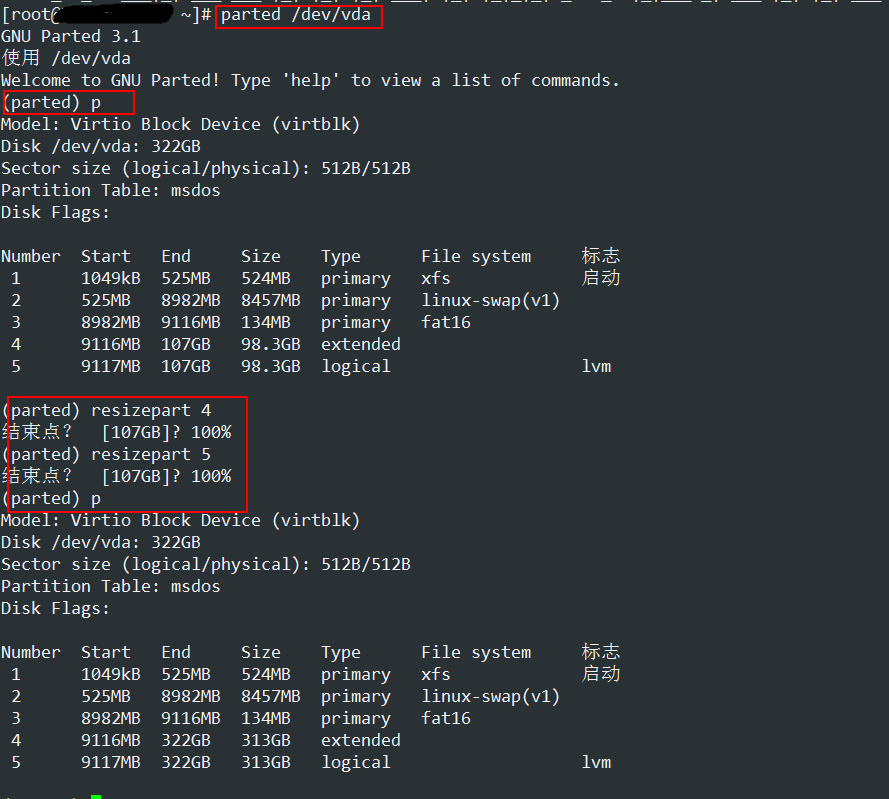 [root@ ~]# parted /dev/vda
GNU Parted 3.1
使用 /dev/vda
Welcome to GNU Parted! Type 'help' to view a list of commands.
(parted) p
Model: Virtio Block Device (virtblk)
Disk /dev/vda: 322GB
Sector size (logical/physical): 512B/512B
Partition Table: msdos
Disk Flags:
Number  Start   End     Size    Type      File system     标志
 1      1049kB  525MB   524MB   primary   xfs             启动
 2      525MB   8982MB  8457MB  primary   linux-swap(v1)
 3      8982MB  9116MB  134MB   primary   fat16
 4      9116MB  107GB   98.3GB  extended
 5      9117MB  107GB   98.3GB  logical                   lvm
(parted) resizepart 4
结束点？  [107GB]? 100%
(parted) resizepart 5
结束点？  [107GB]? 100%
(parted) p
Model: Virtio Block Device (virtblk)
Disk /dev/vda: 322GB
Sector size (logical/physical): 512B/512B
Partition Table: msdos
Disk Flags:
Number  Start   End     Size    Type      File system     标志
 1      1049kB  525MB   524MB   primary   xfs             启动
 2      525MB   8982MB  8457MB  primary   linux-swap(v1)
 3      8982MB  9116MB  134MB   primary   fat16
 4      9116MB  322GB   313GB   extended
 5      9117MB  322GB   313GB   logical                   lvm